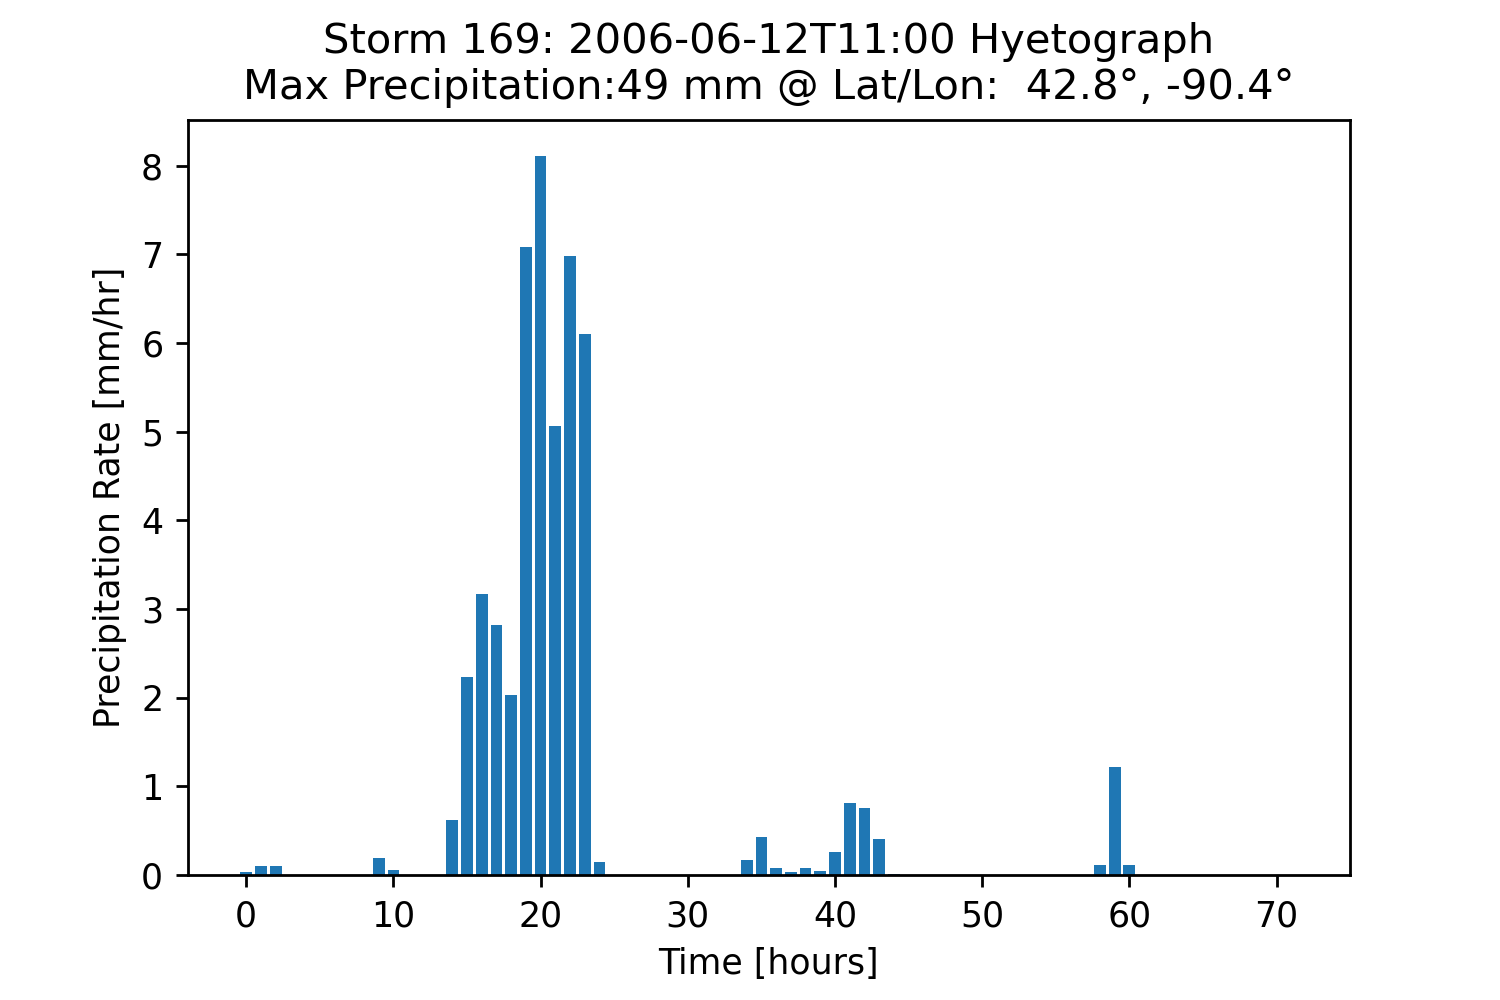 Storm 169: 2006-06-12T11:00 Hyetograph
Max Precipitation:49 mm @ Lat/Lon:  42.8°, -90.4°
8
7
6
5
4
3
2
1
0
Precipitation Rate [mm/hr]
0 10 20 30 40 50 60 70
Time [hours]